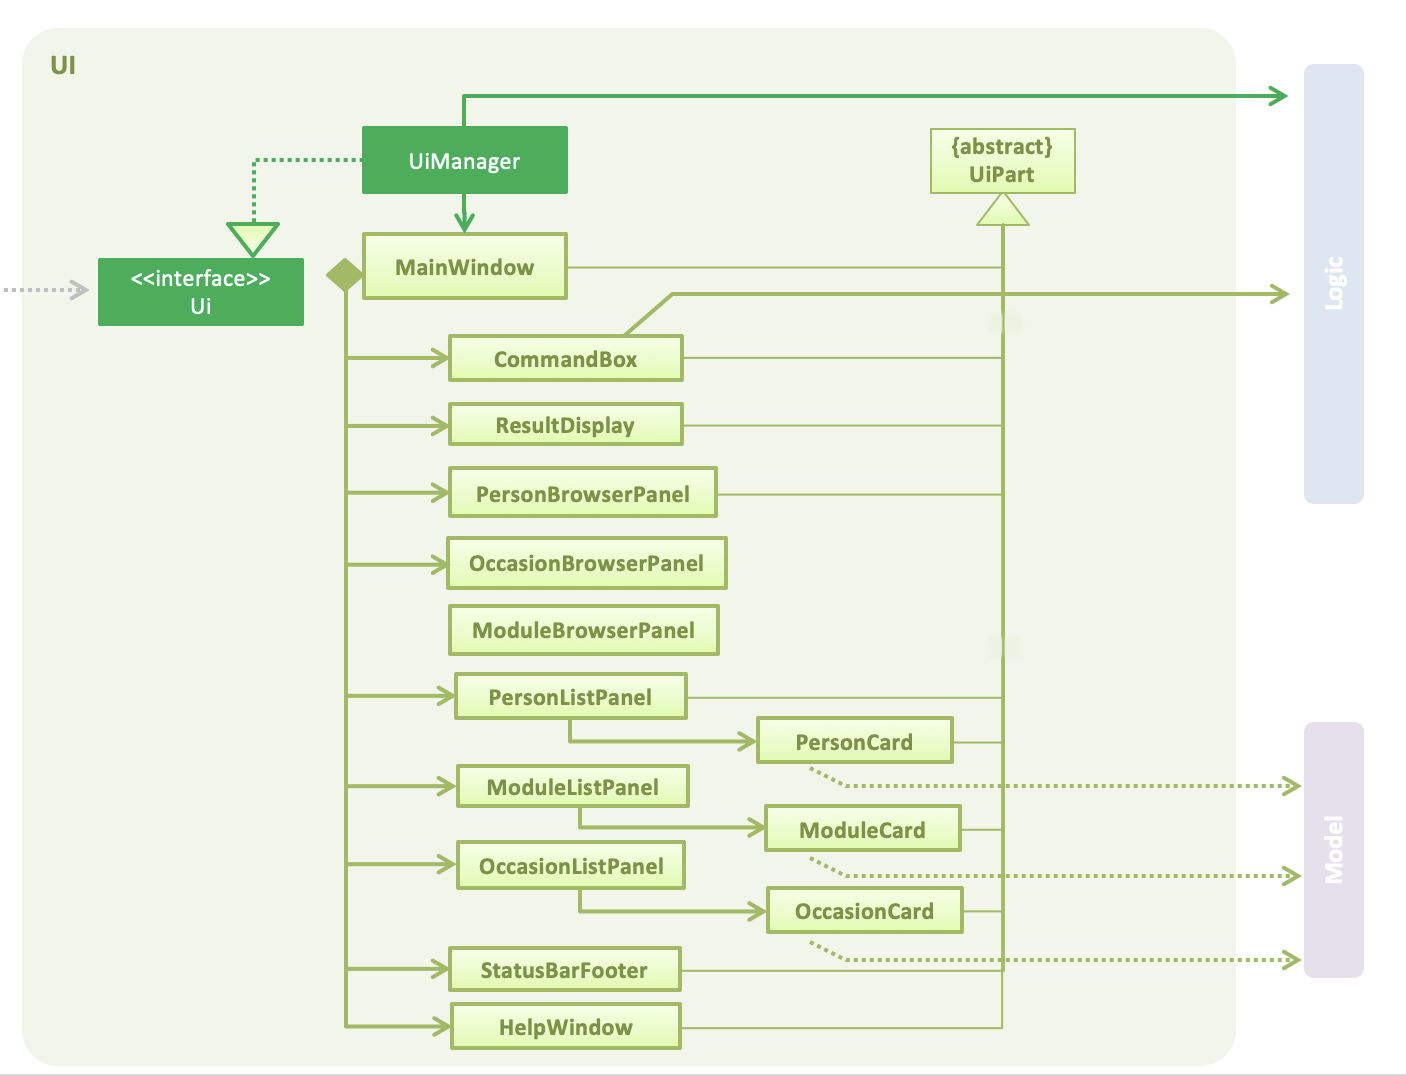 UI
UiManager
{abstract}
UiPart
<<interface>>
Ui
MainWindow
Logic
CommandBox
ResultDisplay
PersonBrowserPanel
OccasionBrowserPanel
ModuleBrowserPanel
PersonListPanel
PersonCard
ModuleListPanel
ModuleCard
Model
OccasionListPanel
OccasionCard
StatusBarFooter
HelpWindow